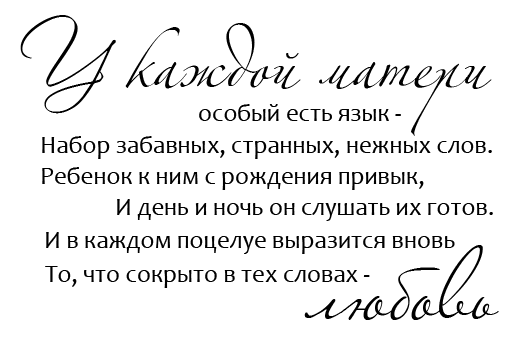 У каждой матери
особый есть язык -
Набор забавных, странных, нежных слов.
Ребенок к ним с рождения привык,
И день и ночь он слушать их готов.
И в каждом поцелуе выразится вновь
То, что сокрыто в тех словах -
любовь